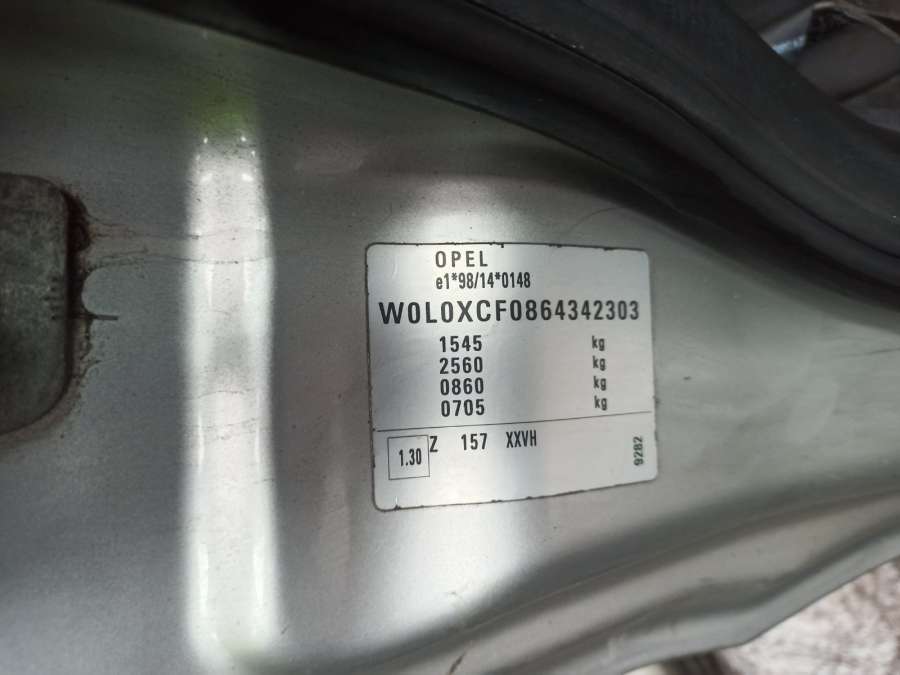 OPEL
e1*98/14*0148
W0L0XCF0864342303
1545 kg
2560 kg
0860 kg
0705 kg
1.30 Z 157 XXVH
9282